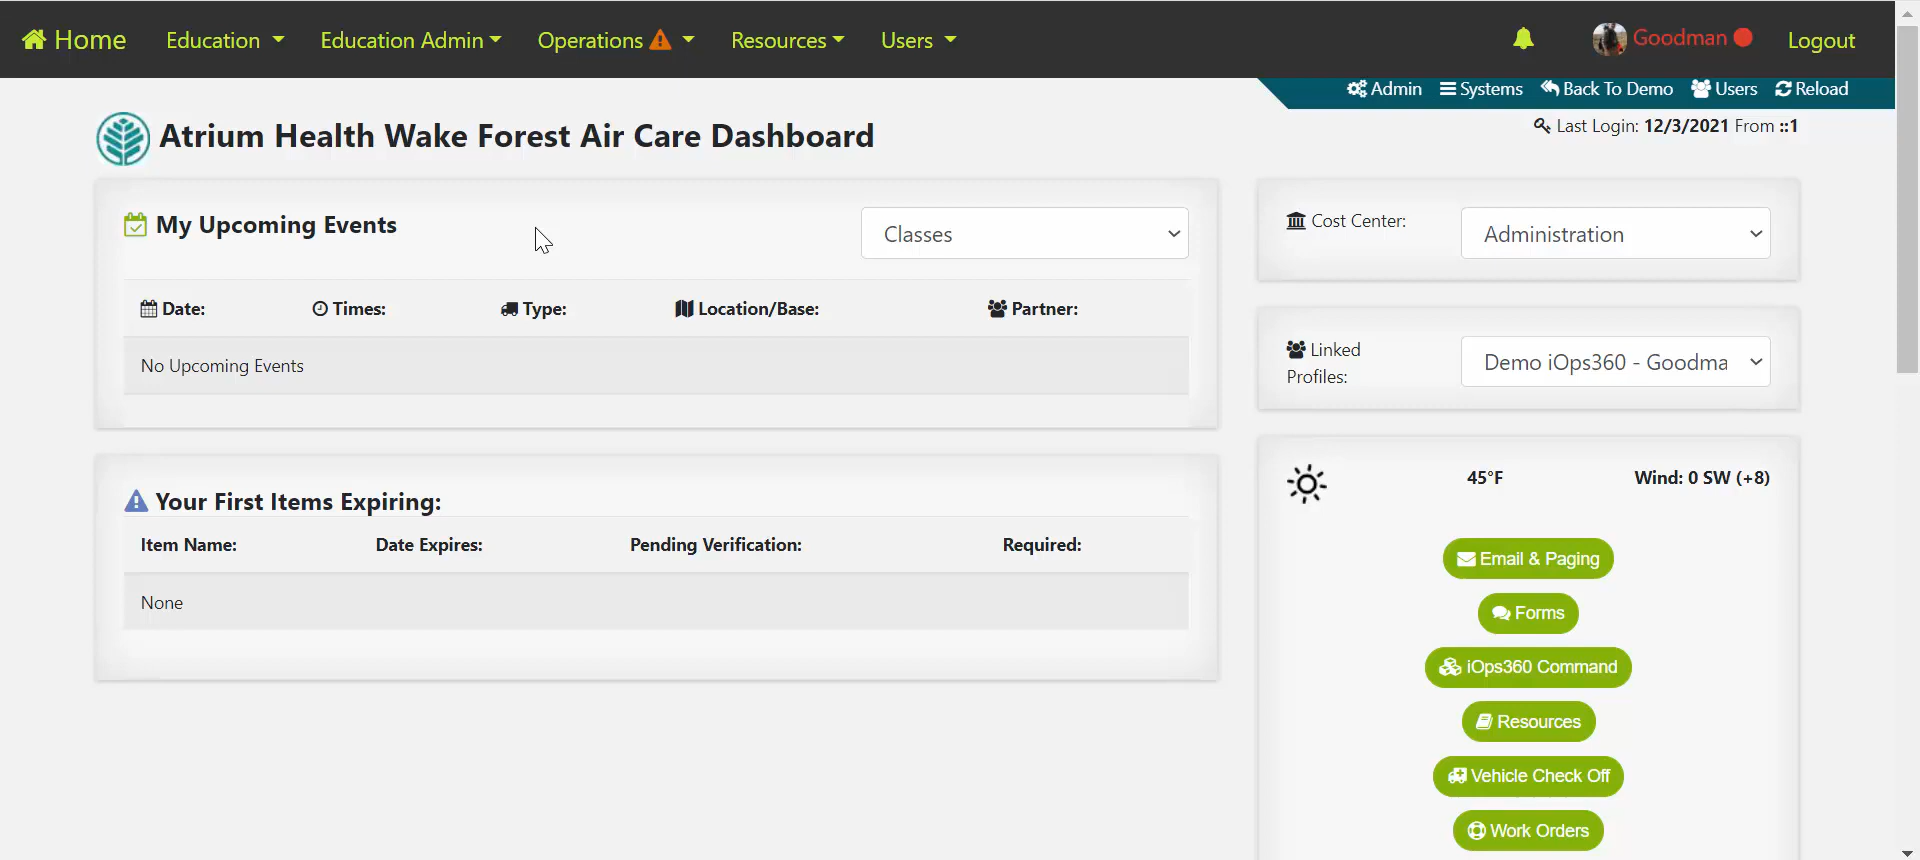 Home Education Education Admin Operations Resources Users Goodman Logout
Admin Systems Back To Demo Users Reload
Atrium Health Wake Forest Air Care Dashboard
Last Login: 12/3/2021 From ::1
My Upcoming Events Classes
Date: Times: Type: Location/Base: Partner:
No Upcoming Events
Your First Items Expiring:
Item Name: Date Expires: Pending Verification: Required:
None
Cost Center: Administration
Linked
Profiles:
Demo iOps360 - Goodma
45°F Wind: 0 SW (+8)
Email & Paging
Forms
iOps360 Command
Resources
Vehicle Check Off
Work Orders